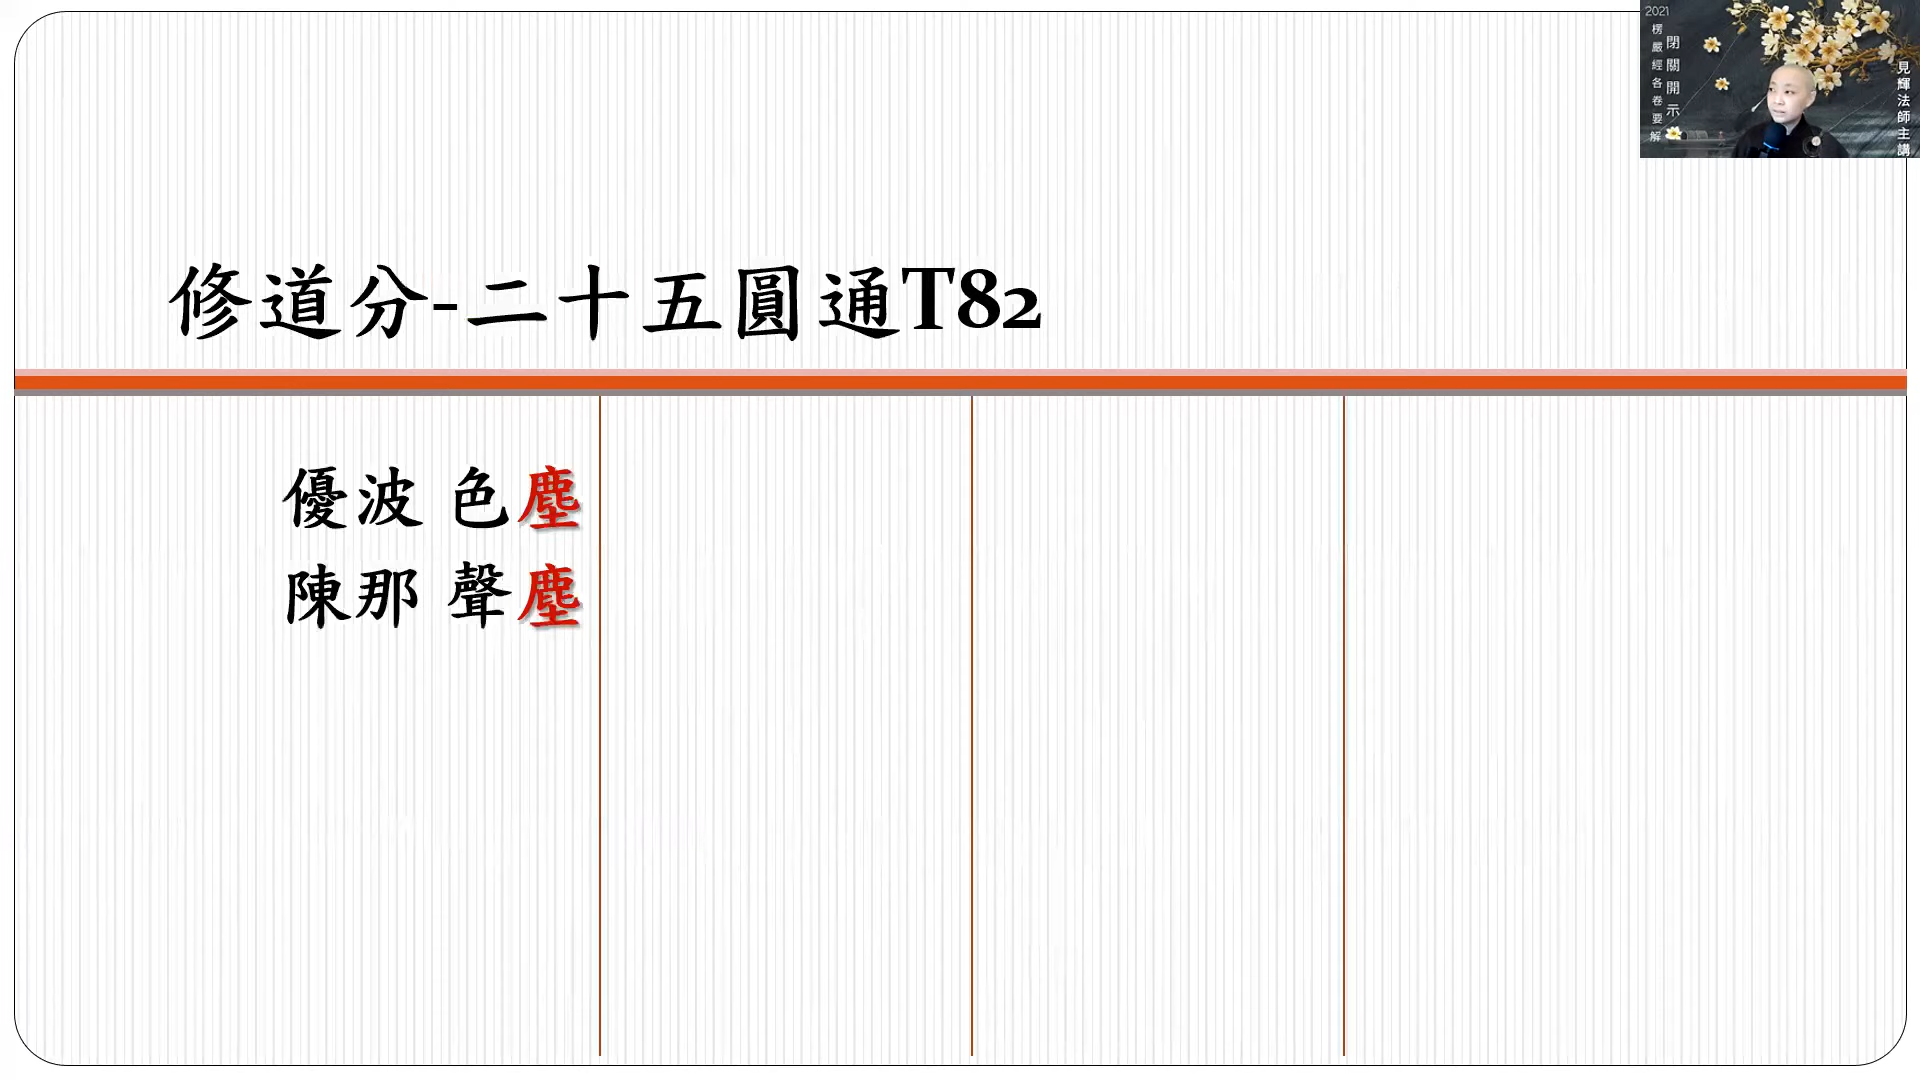 修道分-二十五圓通T82
優波 色塵
陳那 聲塵
2021
楞嚴經各卷要解
閉關開示
見輝法師主講